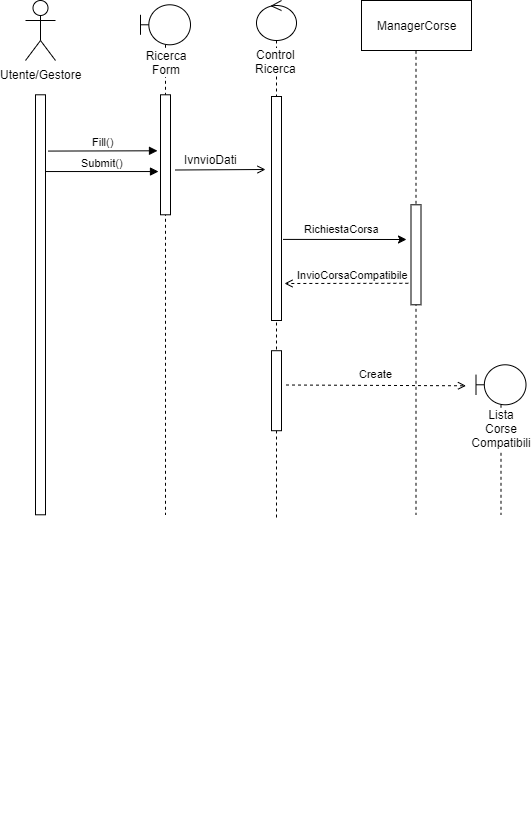 Utente/Gestore
Ricerca
Form
Control
Ricerca
ManagerCorse
Fill()
Submit()
IvnvioDati
RichiestaCorsa
InvioCorsaCompatibile
Create
Lista
Corse
Compatibili